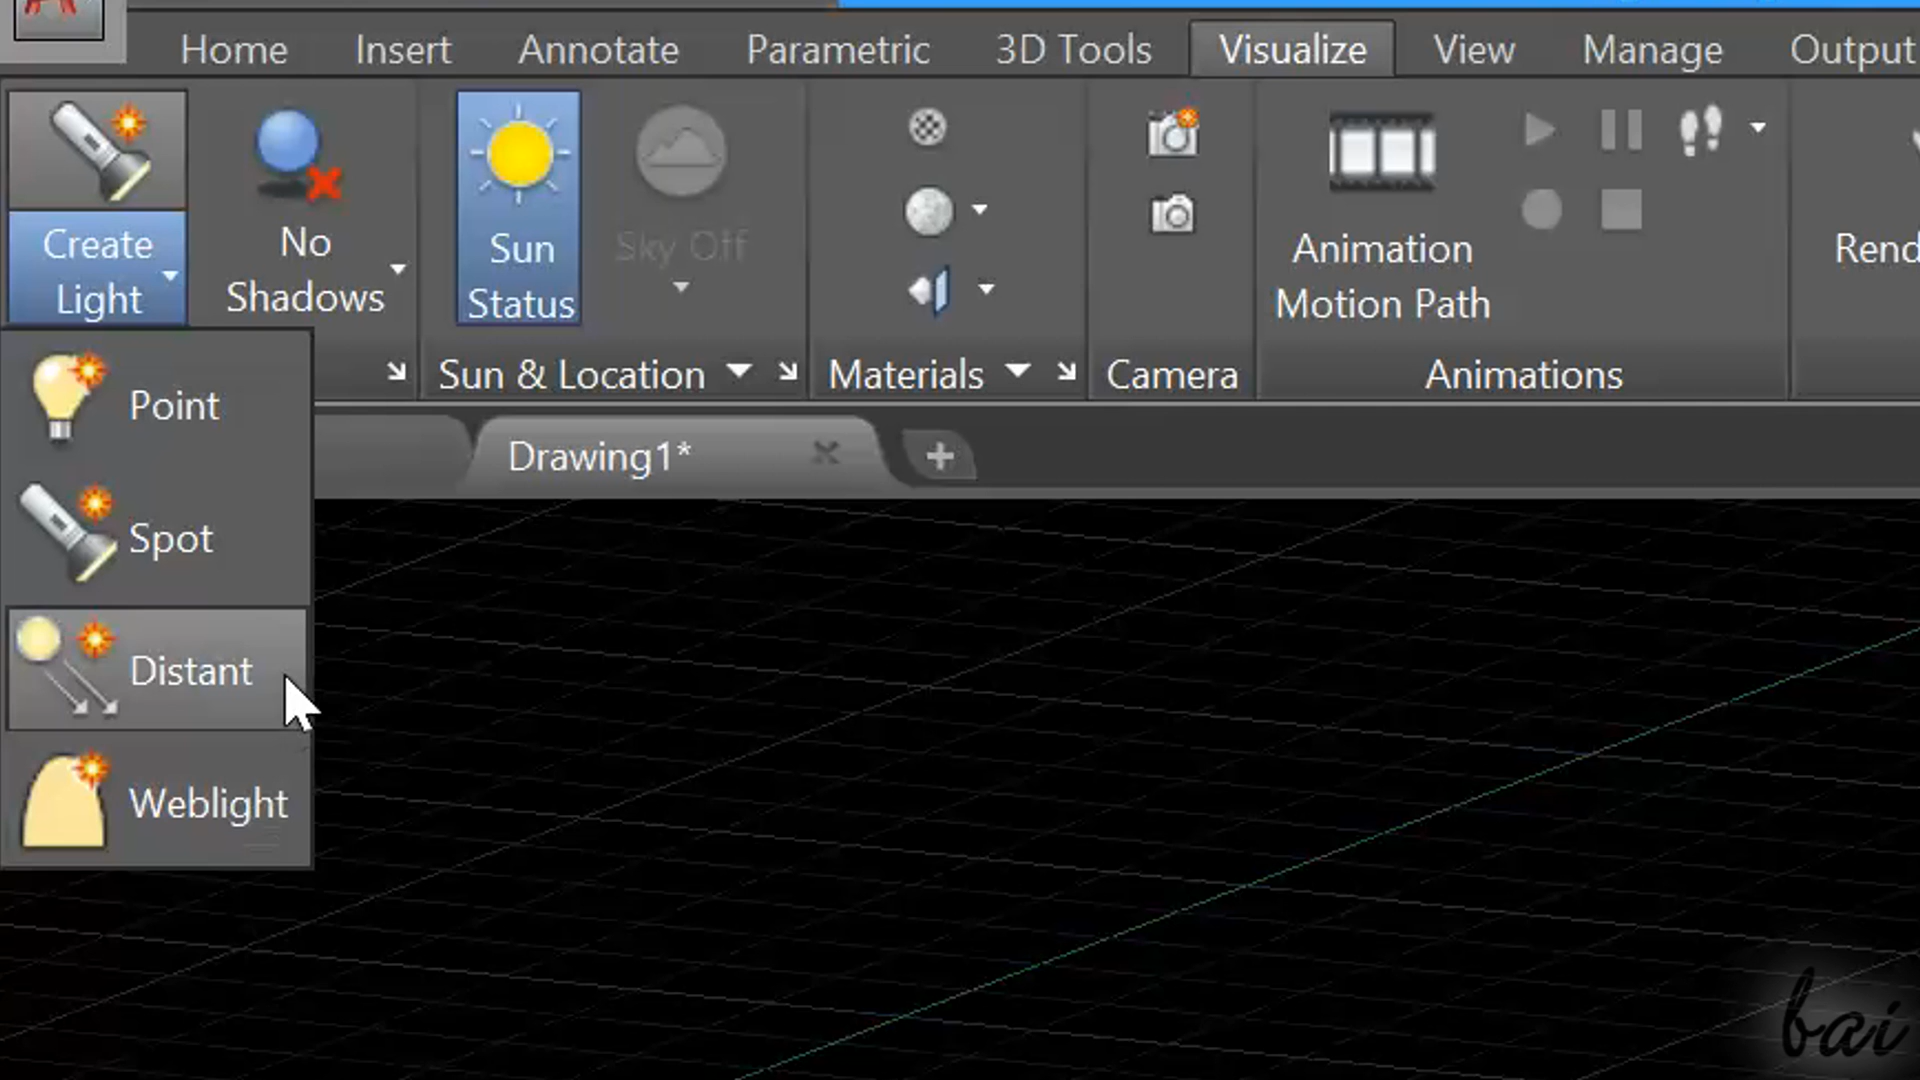 Home Insert Annotate Parametric 3D Tools Visualize View Manage Output
Create Light
No Shadows
Sun Status
Sky Off
Animation Motion Path
Sun & Location
Materials
Camera
Animations
Point
Spot
Distant
Weblight
Drawing1*
bai